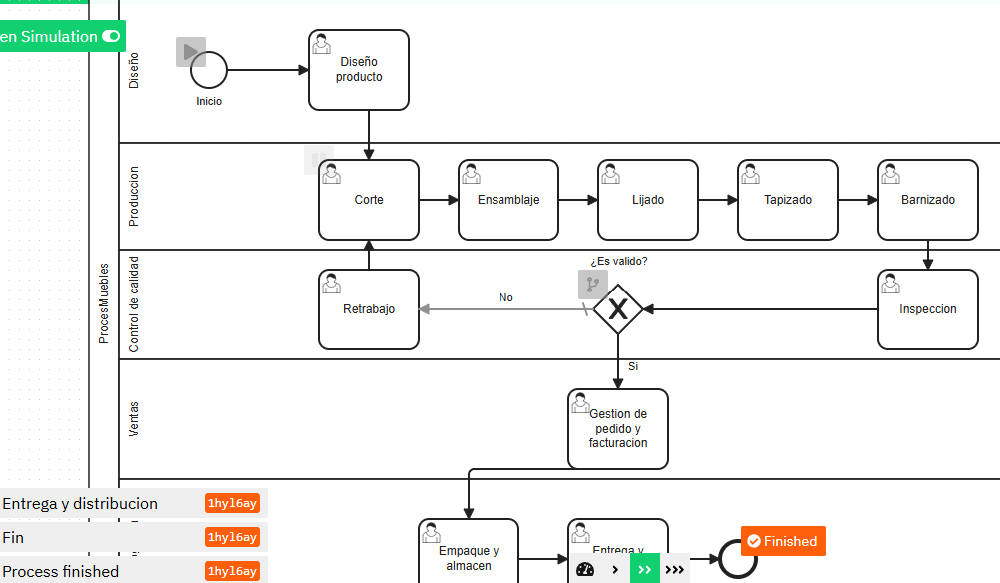 en Simulation
Diseño
Inicio
Diseño
producto
Produccion
Corte
Ensamblaje
Lijado
Tapizado
Barnizado
ProcesMuebles
Control de calidad
Retrabajo
No
¿Es valido?
X
Inspeccion
Si
Ventas
Gestion de
pedido y
facturacion
Entrega y distribucion 1hyl6ay
Fin 1hyl6ay
Process finished 1hyl6ay
Empaque y
almacen
Entrega y
Finished